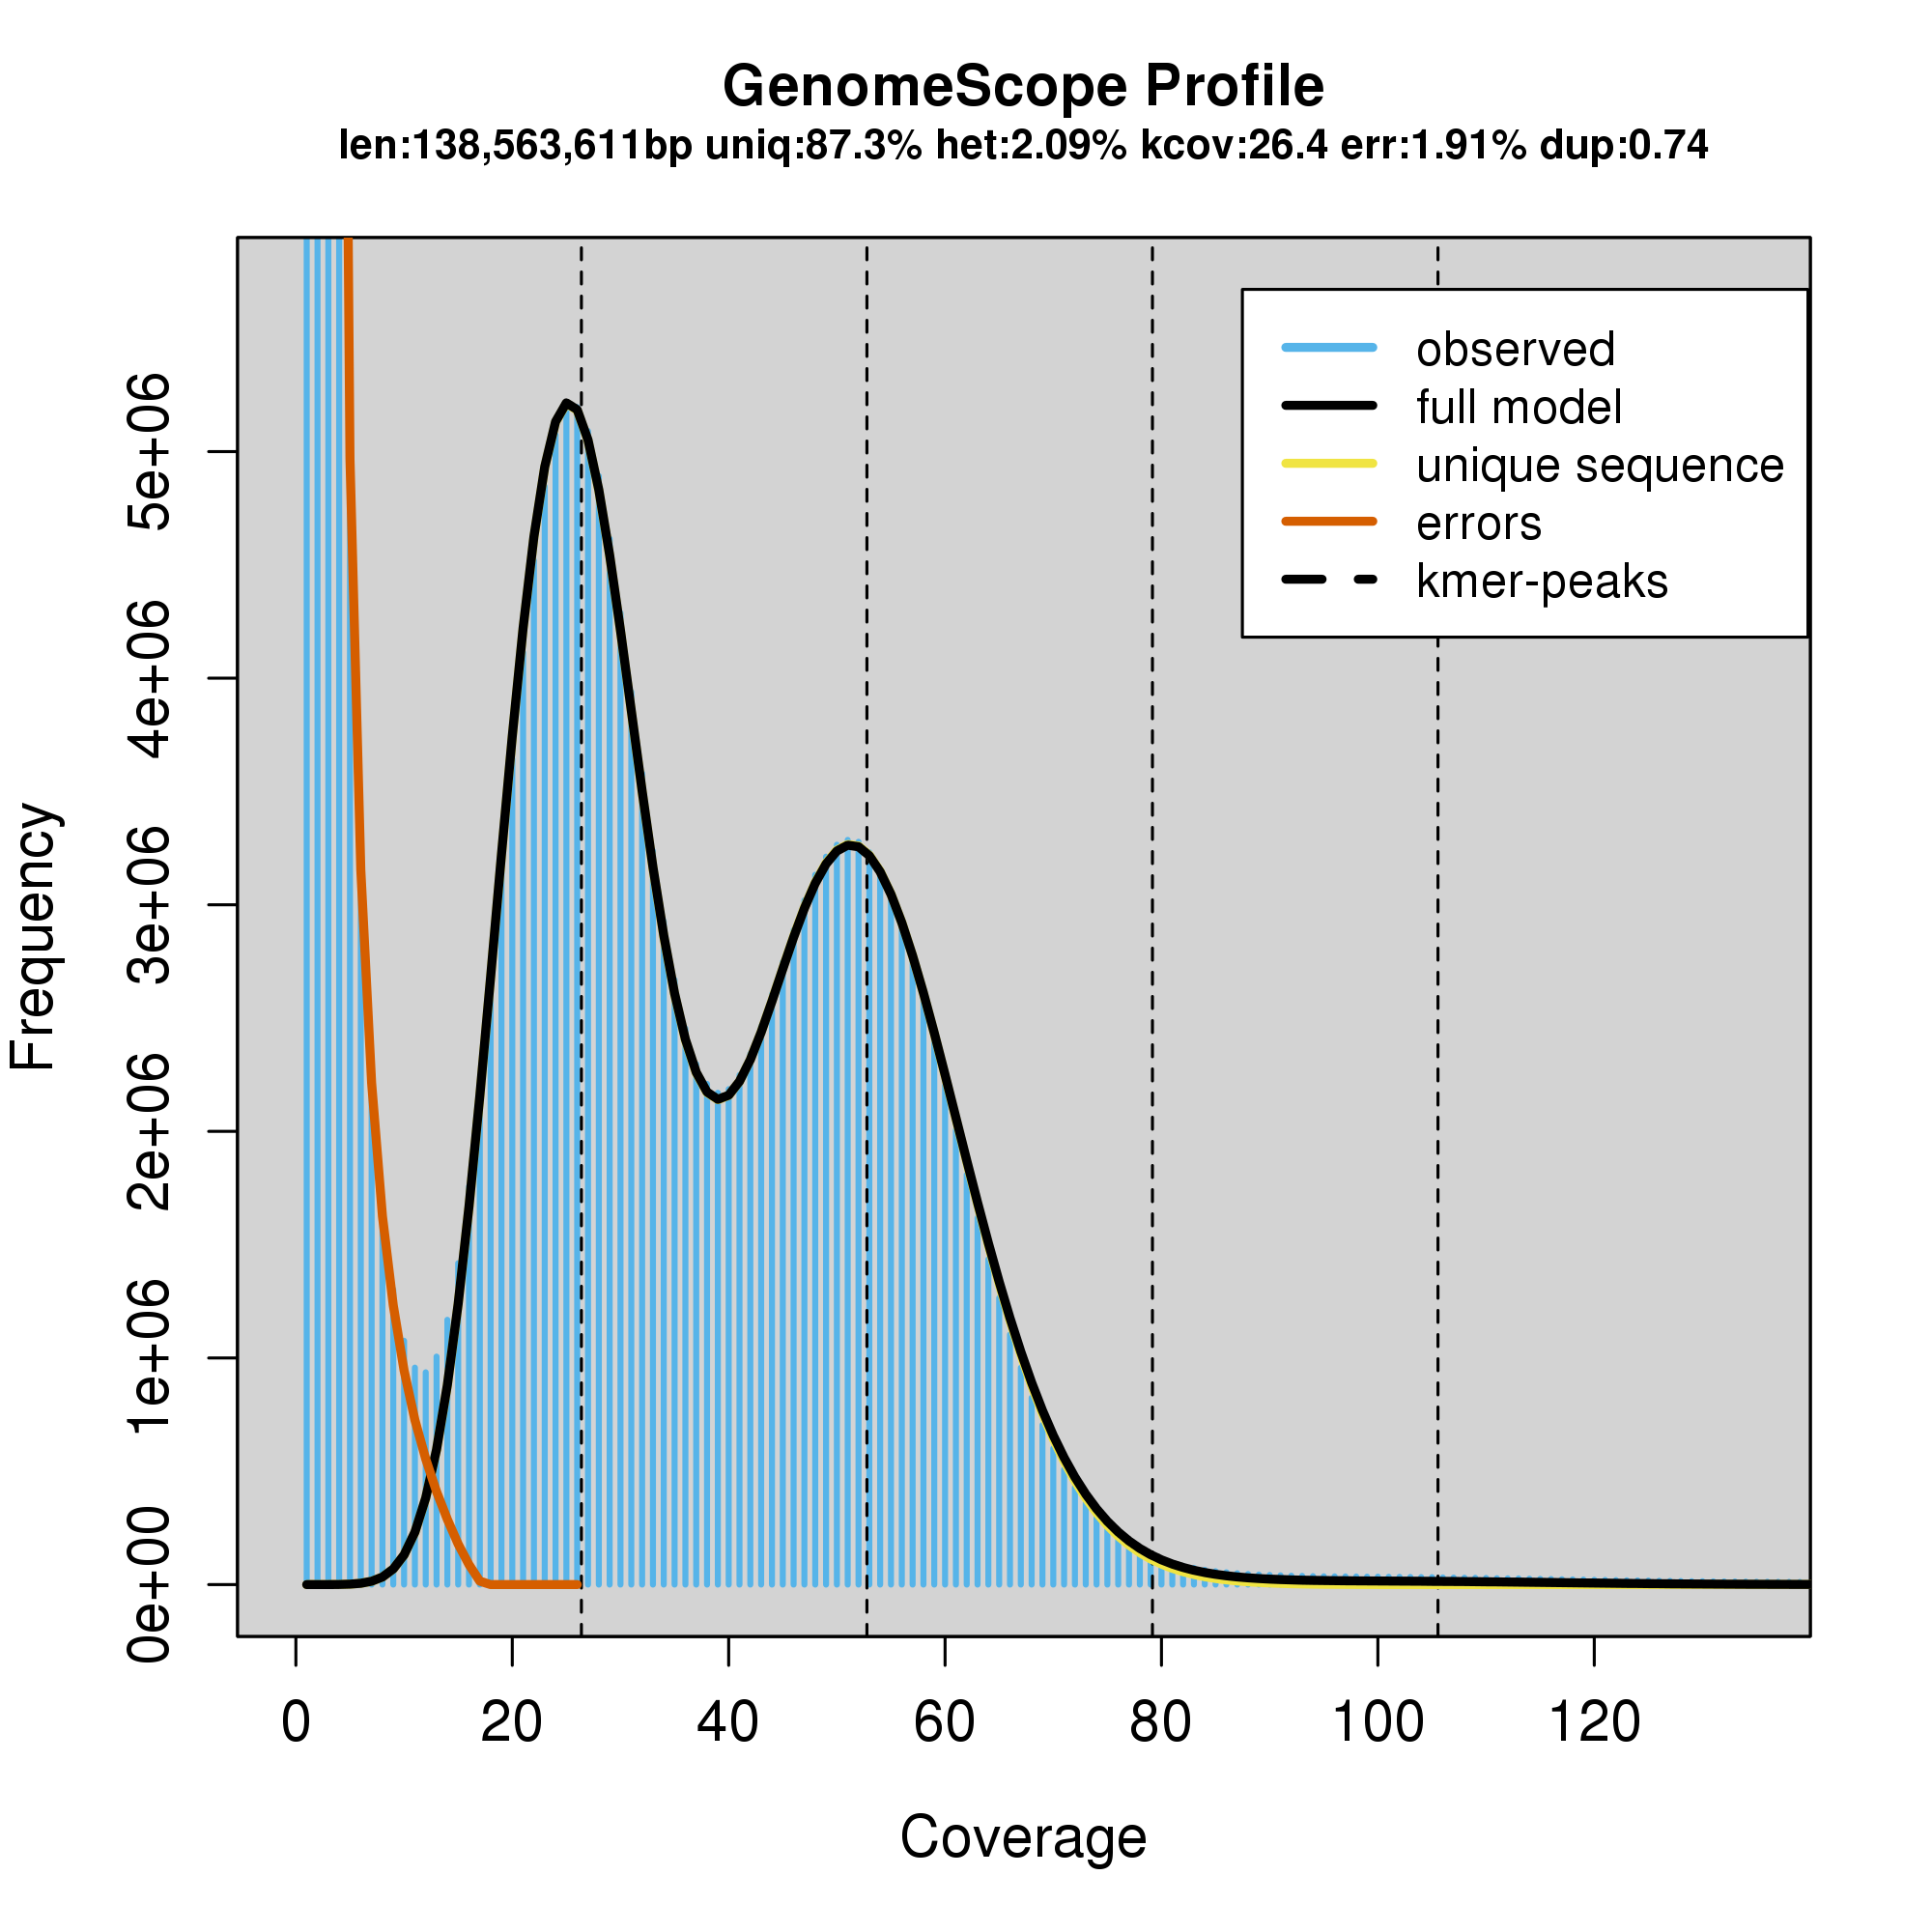 GenomeScope Profile
len:138,563,611bp uniq:87.3% het:2.09% kcov:26.4 err:1.91% dup:0.74
observed
full model
unique sequence
errors
kmer-peaks
Frequency
5e+06
4e+06
3e+06
2e+06
1e+06
0e+00
0 20 40 60 80 100 120
Coverage